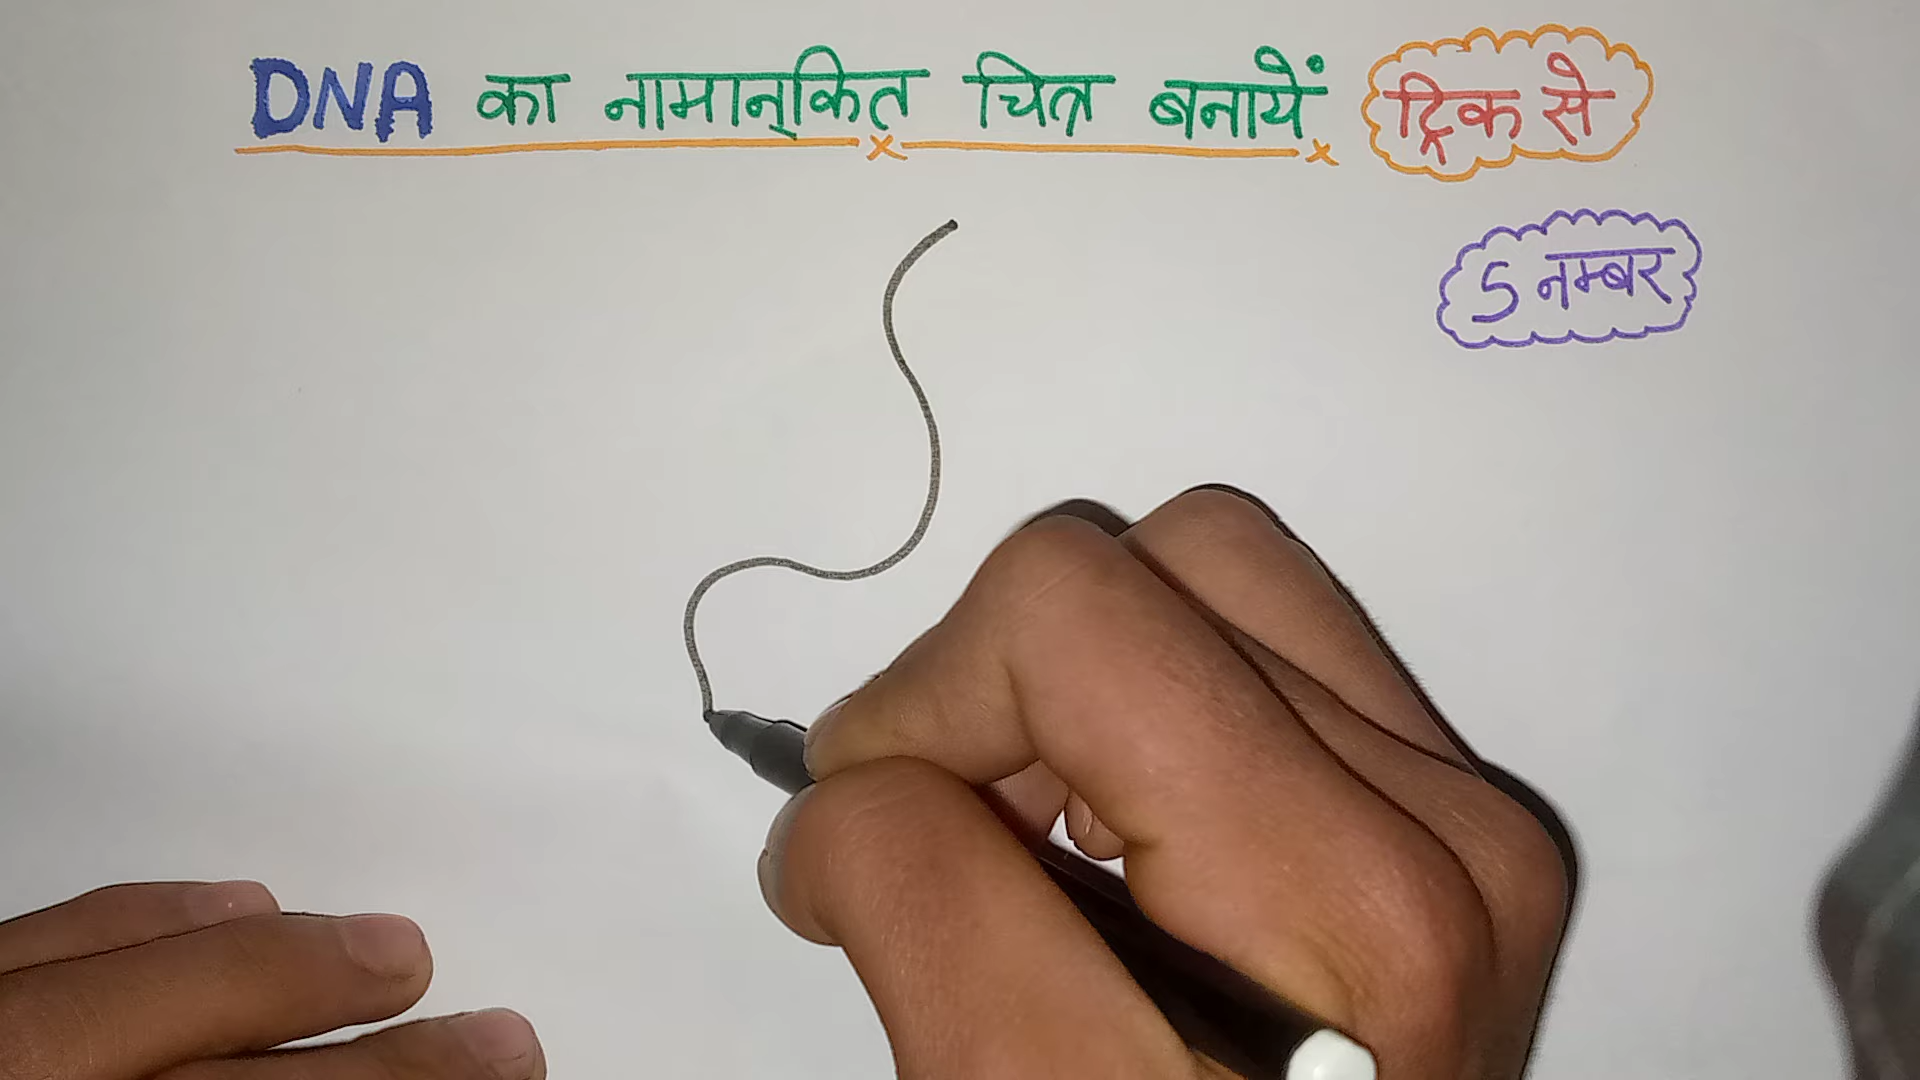 DNA का नामान्कित चित्र बनायें ट्रिक से
5 नम्बर